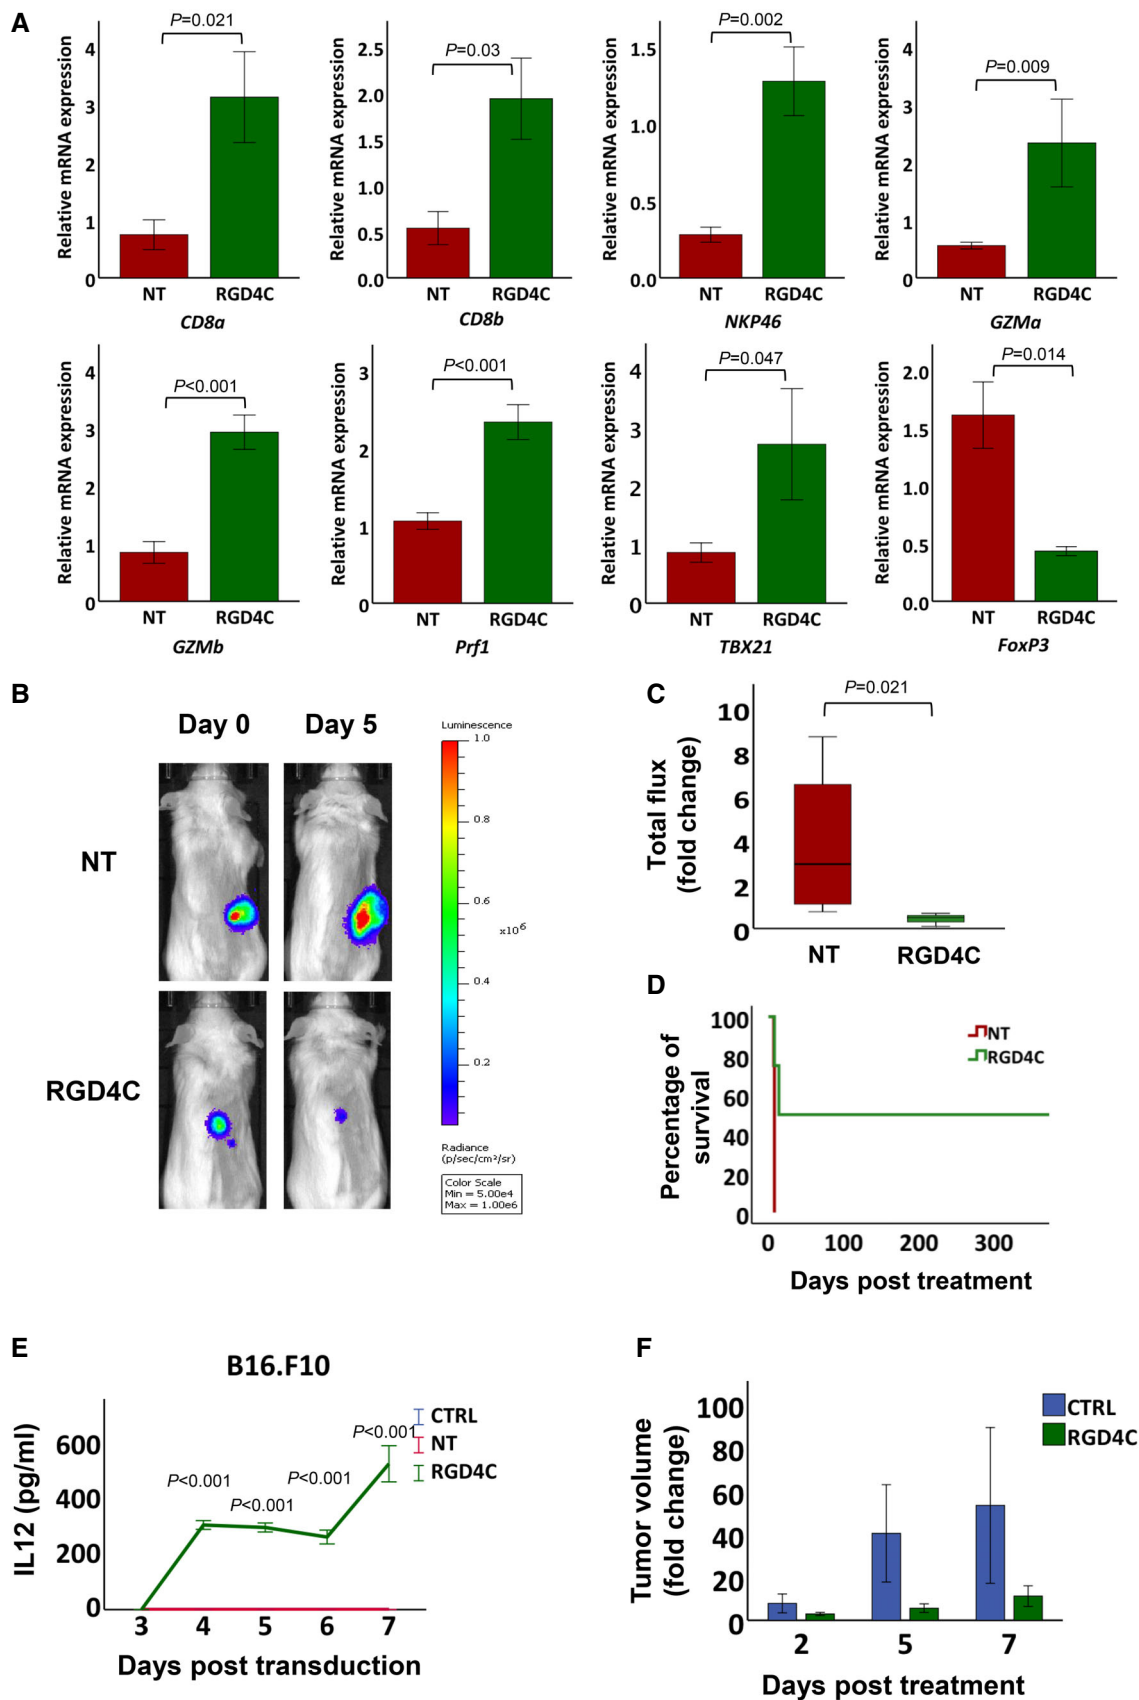 A
P=0.021
Relative mRNA expression
4
3
2
1
0
NT RGD4C
CD8a
P=0.03
Relative mRNA expression
2.5
2.0
1.5
1.0
0.5
0.0
NT RGD4C
CD8b
P=0.002
Relative mRNA expression
1.5
1.0
0.5
0.0
NT RGD4C
NKP46
P=0.009
Relative mRNA expression
4
3
2
1
0
NT RGD4C
GZMa
P<0.001
Relative mRNA expression
4
3
2
1
0
NT RGD4C
GZMb
P<0.001
Relative mRNA expression
3
2
1
0
NT RGD4C
Prf1
P=0.047
Relative mRNA expression
4
3
2
1
0
NT RGD4C
TBX21
P=0.014
Relative mRNA expression
2.0
1.5
1.0
0.5
0.0
NT RGD4C
FoxP3
B
Day 0 Day 5
NT
RGD4C
Luminescence
1.0
0.8
0.6
x10⁶
0.4
0.2
Radiance
(p/sec/cm²/sr)
Color Scale
Min = 5.00e4
Max = 1.00e6
C
P=0.021
Total flux
(fold change)
10
8
6
4
2
0
NT RGD4C
D
Percentage of
survival
100
80
60
40
20
0
NT
RGD4C
0 100 200 300
Days post treatment
E
B16.F10
IL12 (pg/ml)
600
400
200
0
P<0.001
P<0.001
P<0.001
P<0.001
CTRL
NT
RGD4C
3 4 5 6 7
Days post transduction
F
Tumor volume
(fold change)
100
80
60
40
20
0
CTRL
RGD4C
2 5 7
Days post treatment